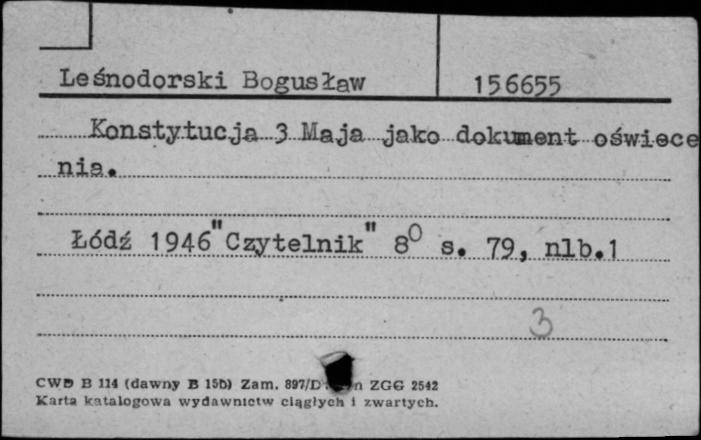 Leśnodorski Bogusław 156655
Konstytucja 3 Maja jako dokument oświece
nia.
Łódź 1946 "Czytelnik" 8⁰ s. 79, nlb.1
3
CWD B 114 (dawny B 15b) Zam. 897/D ZGG 2542
Karta katalogowa wydawnictw ciągłych i zwartych.